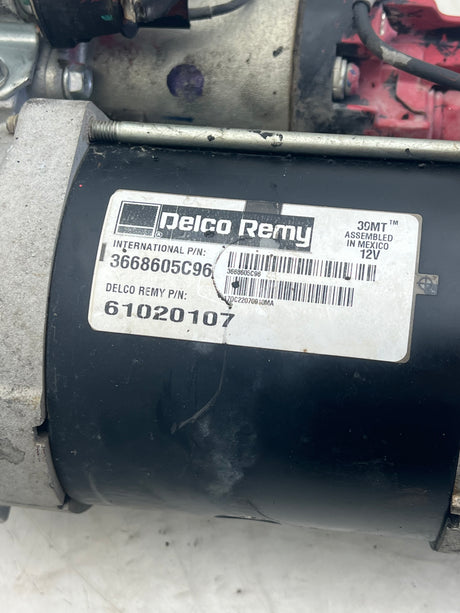 Delco Remy
39MT™
ASSEMBLED
IN MEXICO
12V
INTERNATIONAL P/N:
3668605C96
3668605C96
DELCO REMY P/N:
61020107